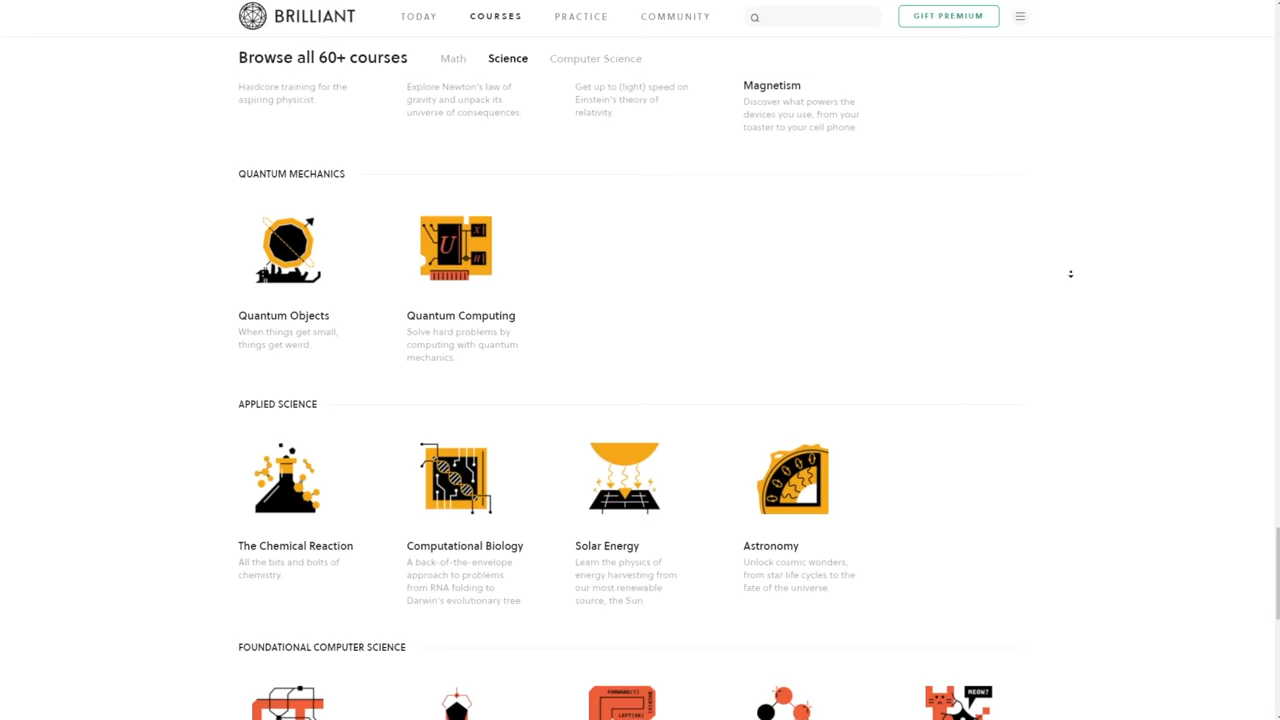 BRILLIANT
TODAY
COURSES
PRACTICE
COMMUNITY
GIFT PREMIUM
Browse all 60+ courses
Math
Science
Computer Science
Hardcore training for the
aspiring physicist.
Explore Newton's law of
gravity and unpack its
universe of consequences.
Get up to (light) speed on
Einstein's theory of
relativity.
Magnetism
Discover what powers the
devices you use, from your
toaster to your cell phone.
QUANTUM MECHANICS
U
X
H
Quantum Objects
When things get small,
things get weird.
Quantum Computing
Solve hard problems by
computing with quantum
mechanics.
APPLIED SCIENCE
The Chemical Reaction
All the bits and bolts of
chemistry.
Computational Biology
A back-of-the-envelope
approach to problems
from RNA folding to
Darwin's evolutionary tree.
Solar Energy
Learn the physics of
energy harvesting from
our most renewable
source, the Sun.
Astronomy
Unlock cosmic wonders,
from star life cycles to the
fate of the universe.
FOUNDATIONAL COMPUTER SCIENCE
FORWARD(T)
LEFT(90)
MEOW?